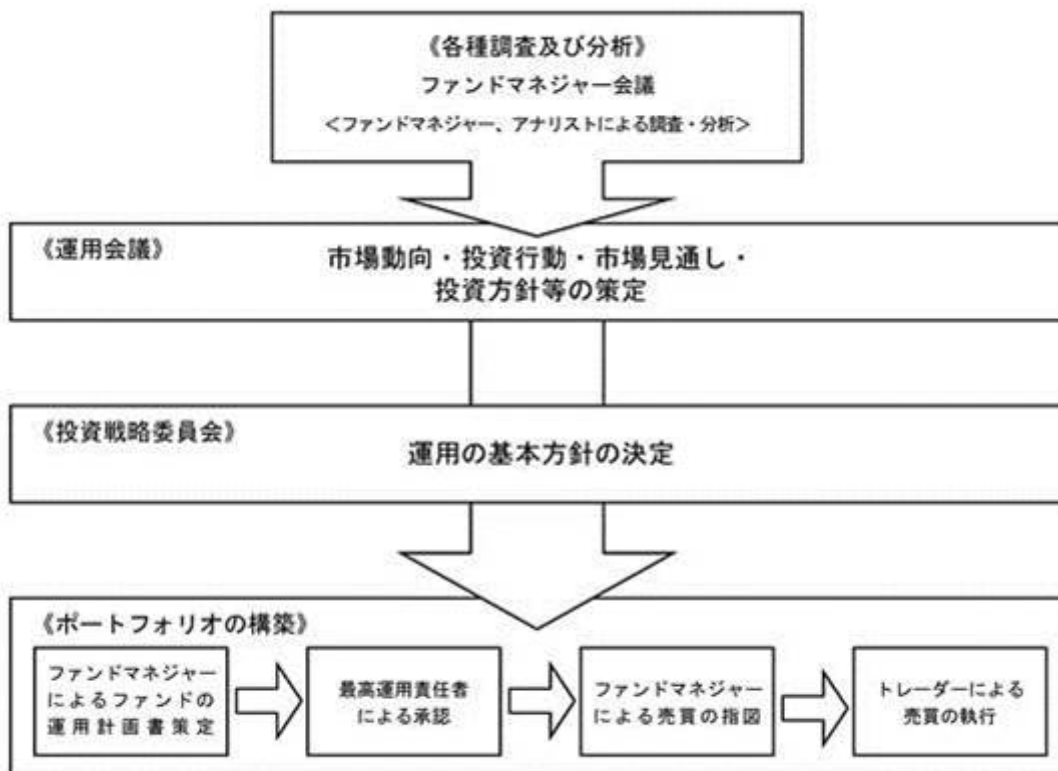 《各種調査及び分析》
ファンドマネジャー会議
<ファンドマネジャー、アナリストによる調査・分析>
《運用会議》
市場動向・投資行動・市場見通し・
投資方針等の策定
《投資戦略委員会》
運用の基本方針の決定
《ポートフォリオの構築》
ファンドマネジャー
によるファンドの
運用計画書策定
最高運用責任者
による承認
ファンドマネジャー
による売買の指図
トレーダーによる
売買の執行